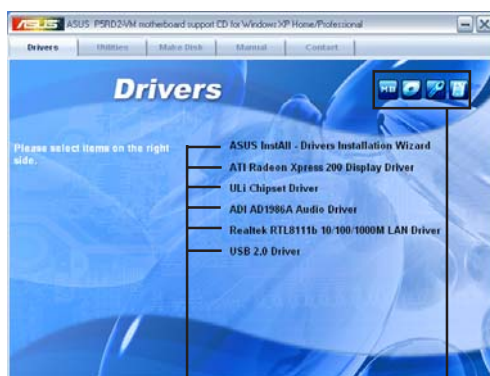 ASUS ASUS P5RD2-VM motherboard support CD for Windows XP Home/Professional
Drivers Utilities Make Disk Manual Contact
Drivers
MB
Please select items on the right
side.
ASUS InstAll - Drivers Installation Wizard
ATI Radeon Xpress 200 Display Driver
ULi Chipset Driver
ADI AD1986A Audio Driver
Realtek RTL8111b 10/100/1000M LAN Driver
USB 2.0 Driver